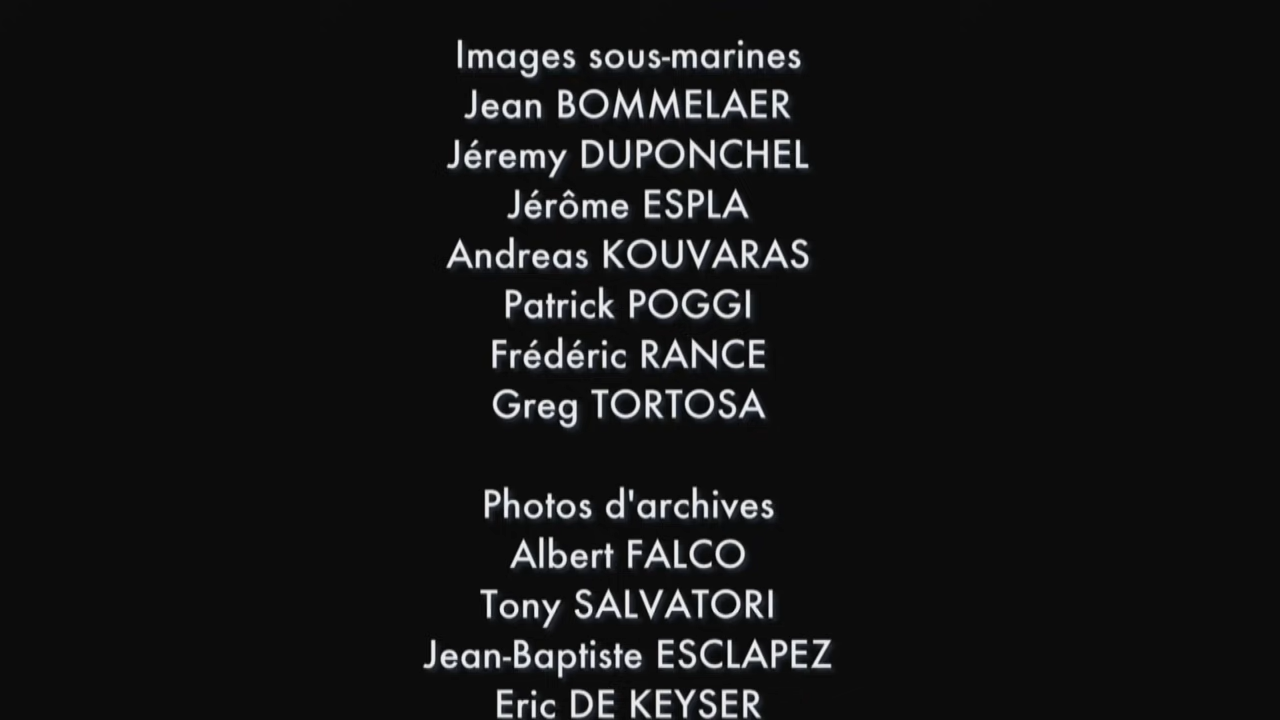 Images sous-marines
Jean BOMMELAER
Jéremy DUPONCHEL
Jérôme ESPLA
Andreas KOUVARAS
Patrick POGGI
Frédéric RANCE
Greg TORTOSA
Photos d'archives
Albert FALCO
Tony SALVATORI
Jean-Baptiste ESCLAPEZ
Eric DE KEYSER